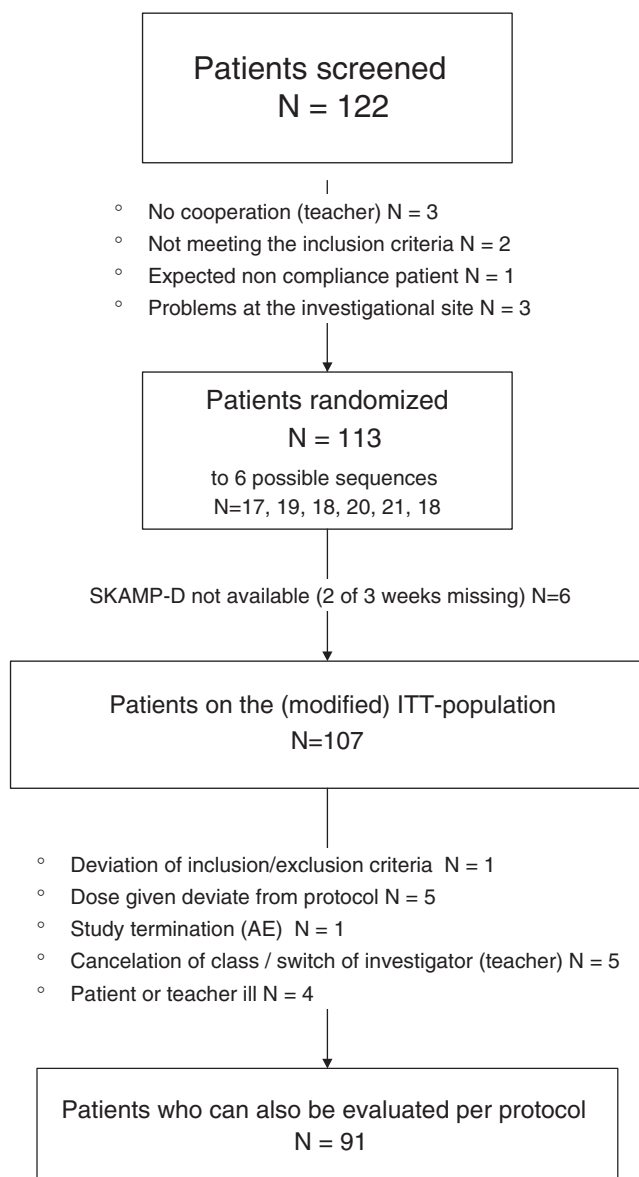 Patients screened
N = 122
° No cooperation (teacher) N = 3
° Not meeting the inclusion criteria N = 2
° Expected non compliance patient N = 1
° Problems at the investigational site N = 3
Patients randomized
N = 113
to 6 possible sequences
N=17, 19, 18, 20, 21, 18
SKAMP-D not available (2 of 3 weeks missing) N=6
Patients on the (modified) ITT-population
N=107
° Deviation of inclusion/exclusion criteria N = 1
° Dose given deviate from protocol N = 5
° Study termination (AE) N = 1
° Cancelation of class / switch of investigator (teacher) N = 5
° Patient or teacher ill N = 4
Patients who can also be evaluated per protocol
N = 91